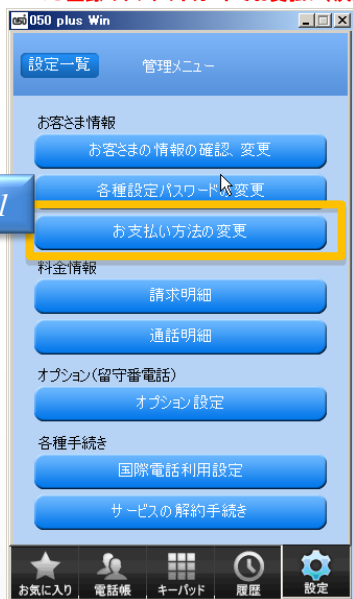 050 plus Win
設定一覧
管理メニュー
お客さま情報
お客さまの情報の確認、変更
各種設定パスワードの変更
お支払い方法の変更
料金情報
請求明細
通話明細
オプション(留守番電話)
オプション設定
各種手続き
国際電話利用設定
サービスの解約手続き
お気に入り 電話帳 キーパッド 履歴 設定